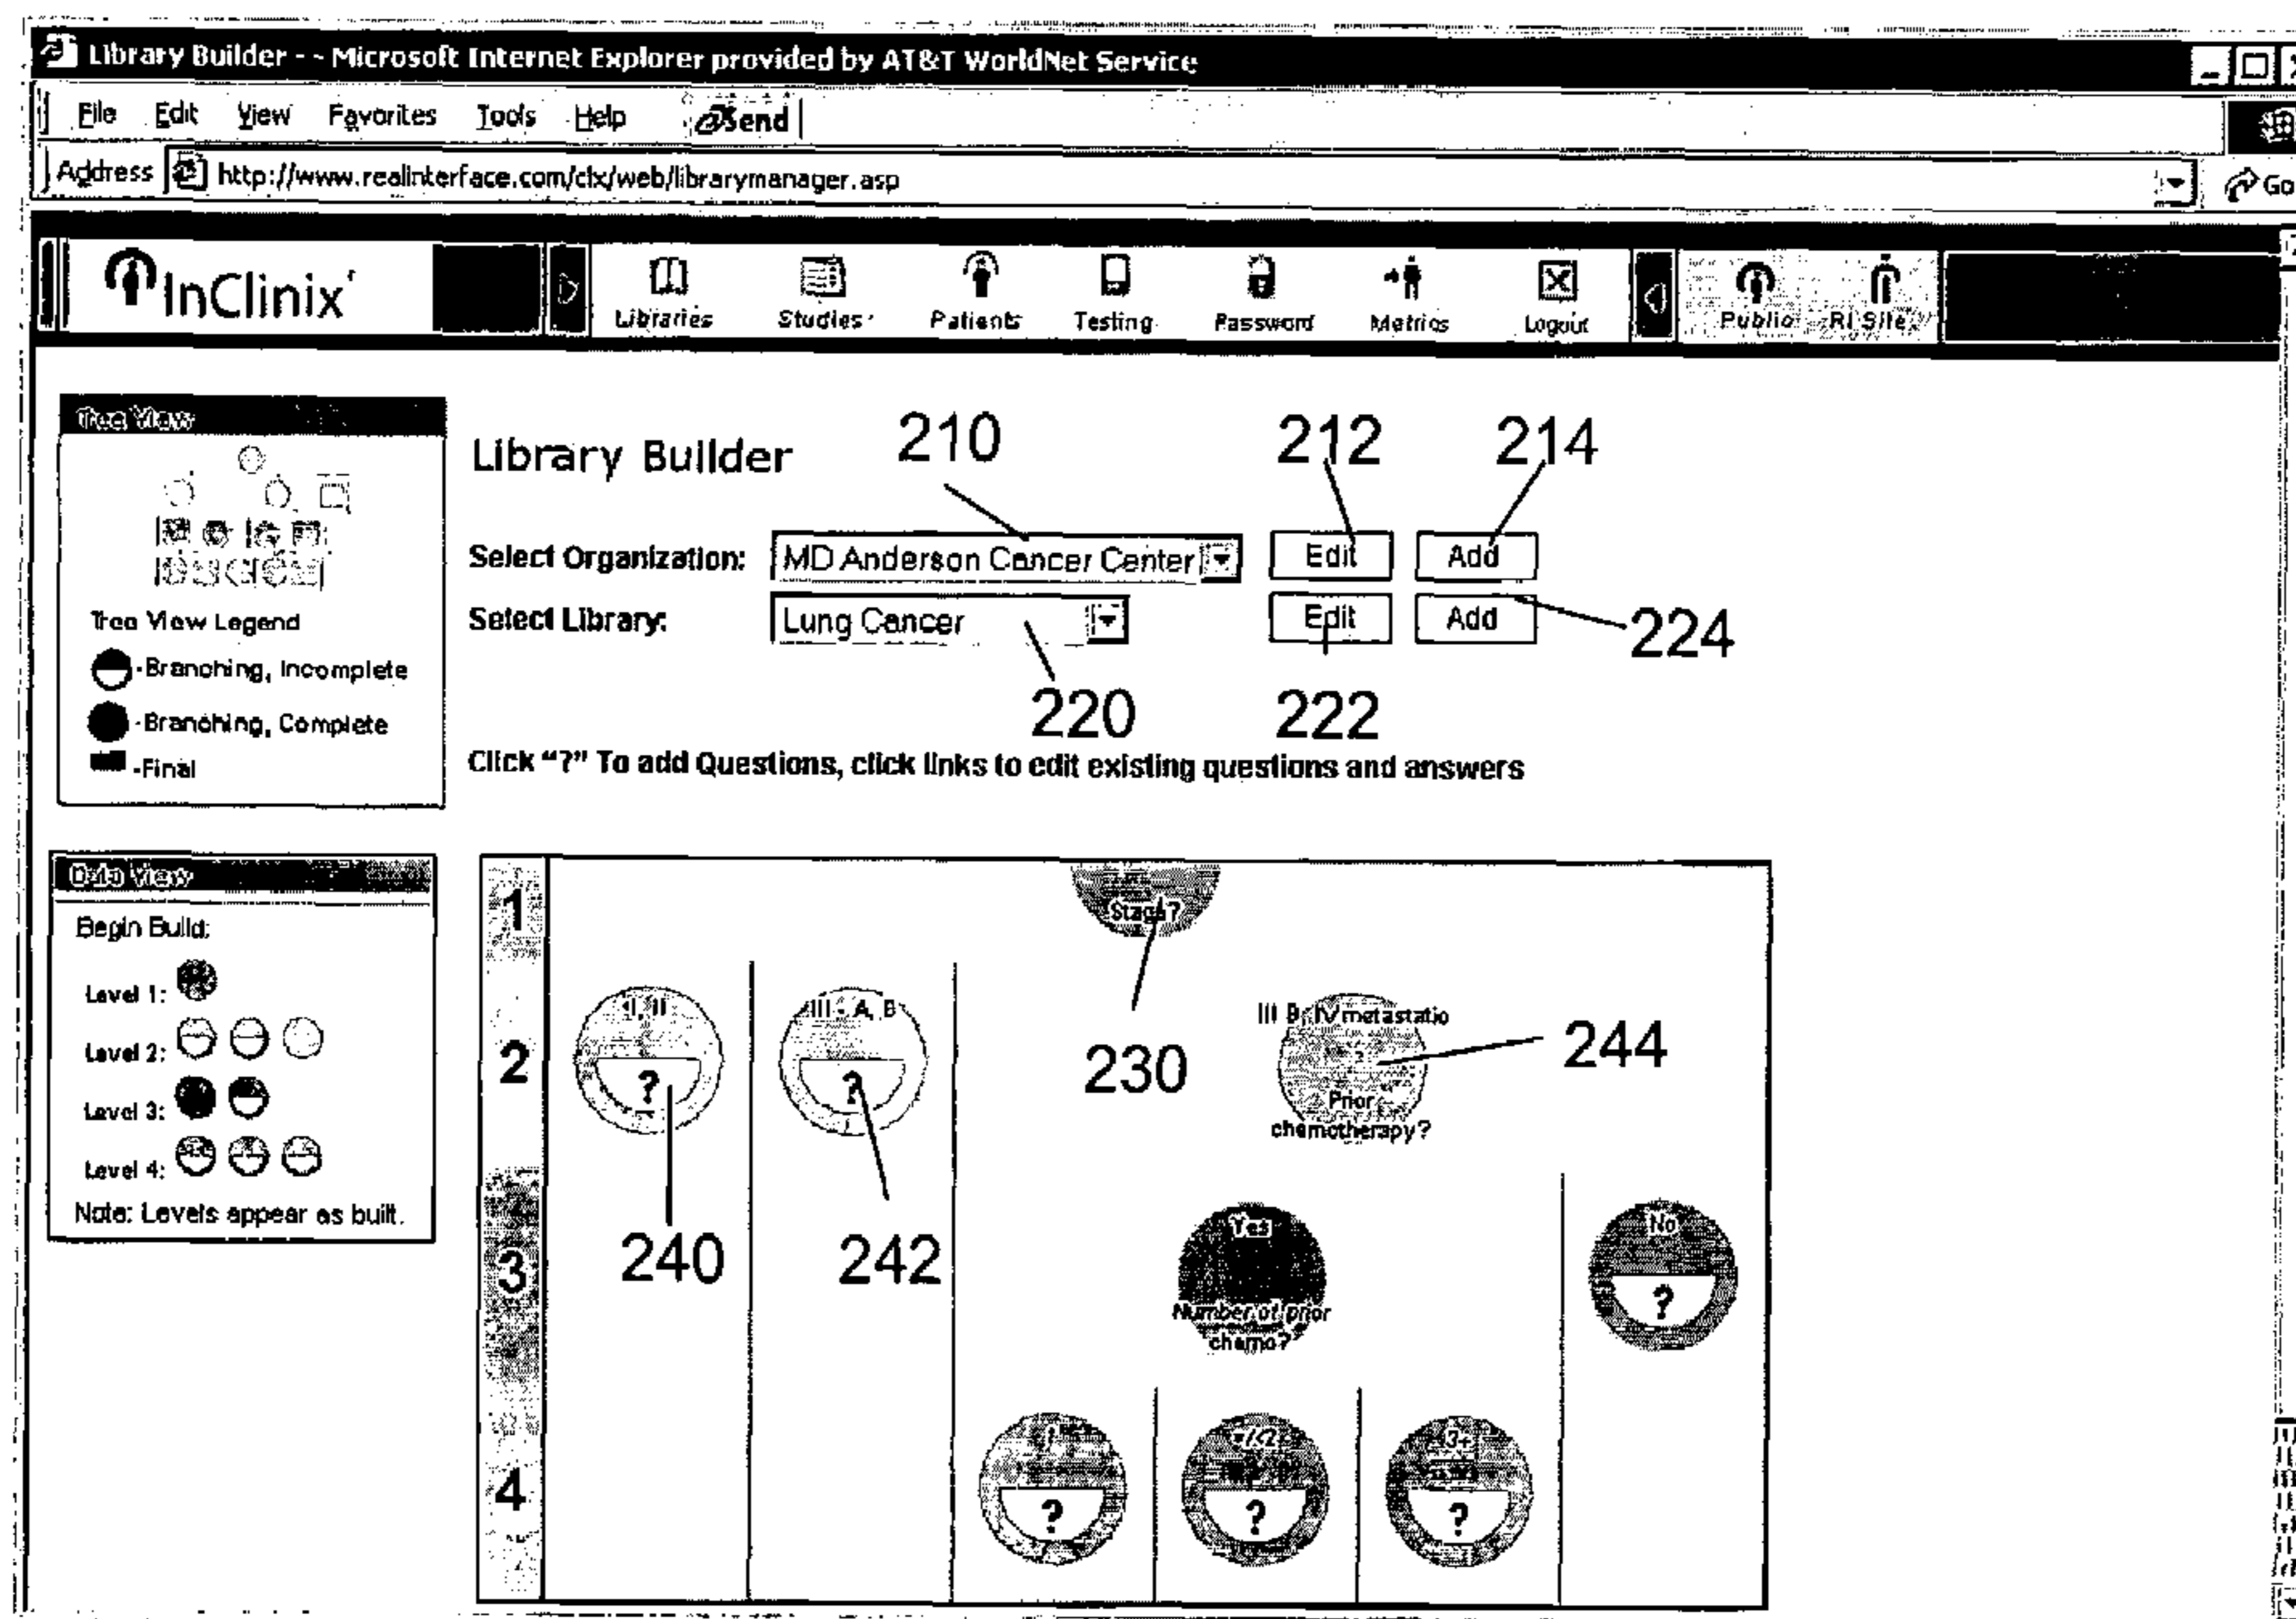 Library Builder - - Microsoft Internet Explorer provided by AT&T WorldNet Service
File Edit View Favorites Tools Help Send
Address http://www.realinterface.com/clx/web/librarymanager.asp Go
InClinix Libraries Studies Patients Testing Password Metrics Logout Public RI Site
Tree View
Library Builder 210 212 214
Select Organization: MD Anderson Cancer Center Edit Add
Select Library: Lung Cancer Edit Add 224
Tree View Legend
-Branching, Incomplete
-Branching, Complete
-Final
220 222
Click “?” To add Questions, click links to edit existing questions and answers
Data View
Begin Build:
Level 1:
Level 2:
Level 3:
Level 4:
Note: Levels appear as built.
1 Stage?
230
2 I, II ? III - A, B ? III B, IV metastatic
Prior
chemotherapy?
244
240 242
3 Yes
Number of prior
chemo?
No ?
4 ? =/<2 ? 3+ ?